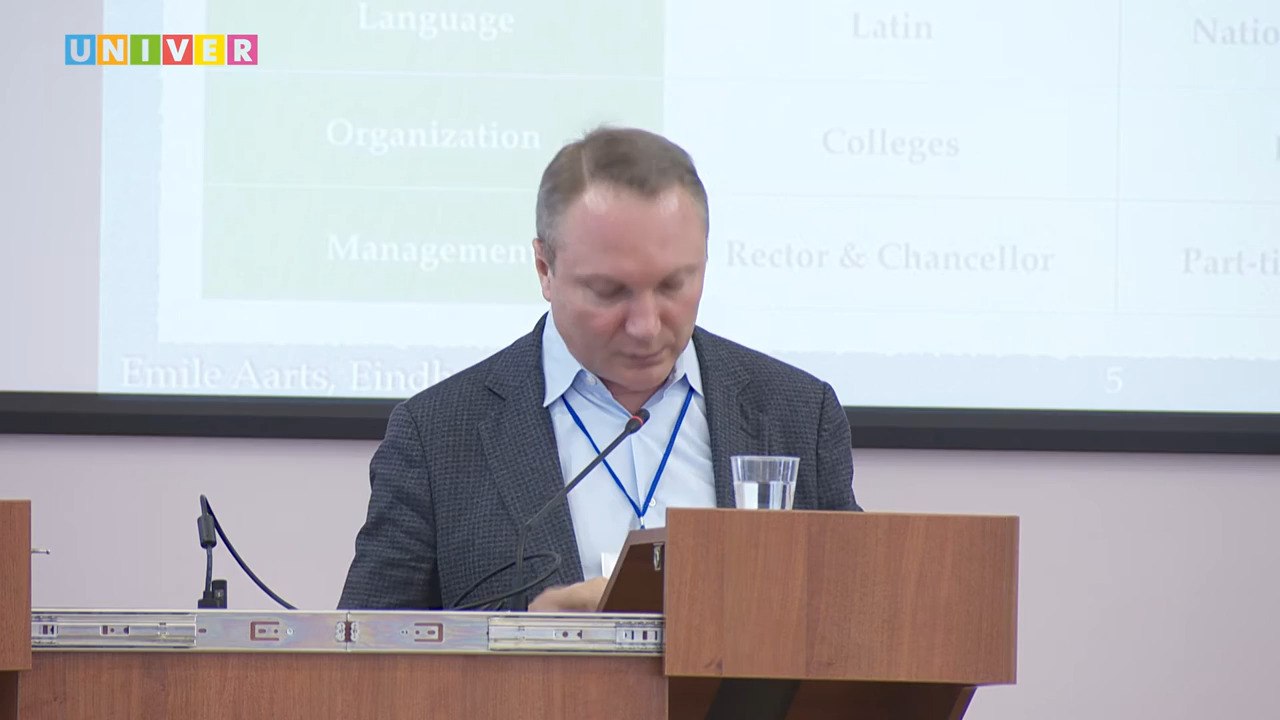 UNIVER
Language Latin Natio
Organization Colleges
Management Rector & Chancellor Part-ti
Emile Aarts, Eindh 5